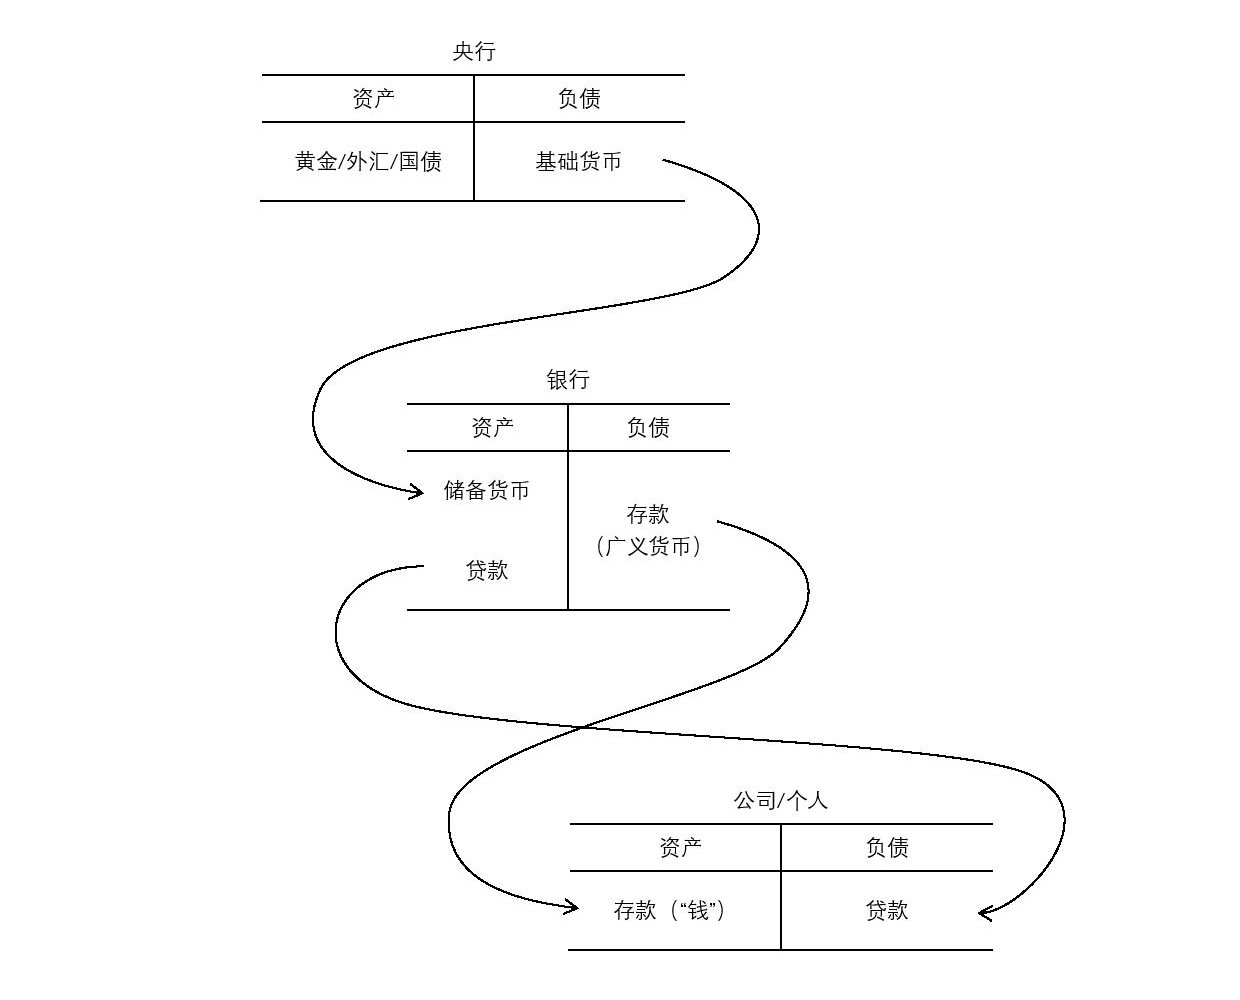 央行
资产 负债
黄金/外汇/国债 基础货币
银行
资产 负债
储备货币
存款
（广义货币）
贷款
公司/个人
资产 负债
存款（“钱”） 贷款